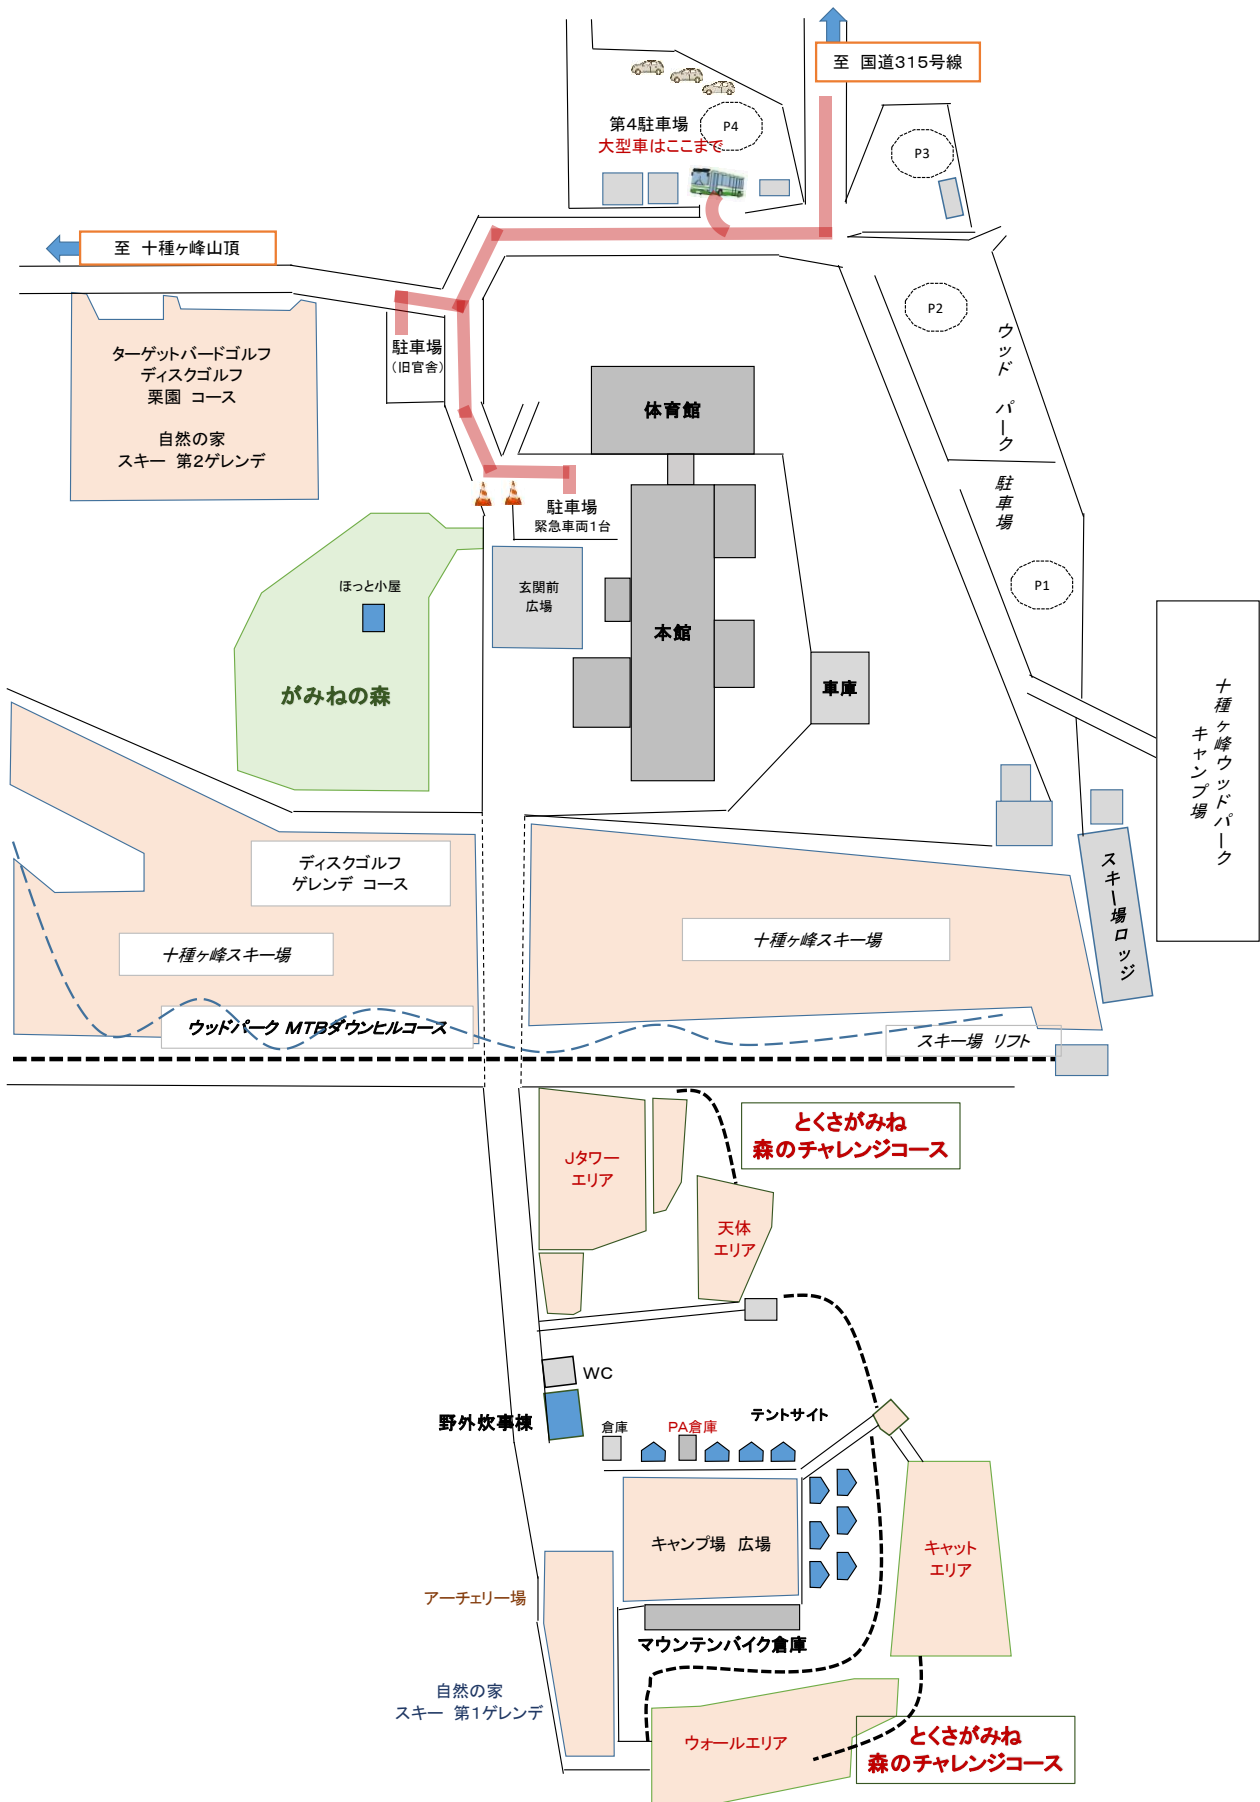 至 国道315号線
第4駐車場
大型車はここまで
P4
P3
至 十種ヶ峰山頂
P2
ウッド パーク
駐車場
P1
駐車場
（旧官舎）
ターゲットバードゴルフ
ディスクゴルフ
栗園 コース
自然の家
スキー 第2ゲレンデ
体育館
駐車場
緊急車両1台
ほっと小屋
がみねの森
玄関前
広場
本館
車庫
十種ヶ峰ウッドパーク
キャンプ場
スキー場ロッジ
ディスクゴルフ
ゲレンデ コース
十種ヶ峰スキー場
十種ヶ峰スキー場
ウッドパーク MTBダウンヒルコース
スキー場 リフト
とくさがみね
森のチャレンジコース
Jタワー
エリア
天体
エリア
WC
野外炊事棟
倉庫
PA倉庫
テントサイト
キャンプ場 広場
キャット
エリア
アーチェリー場
マウンテンバイク倉庫
自然の家
スキー 第1ゲレンデ
ウォールエリア
とくさがみね
森のチャレンジコース